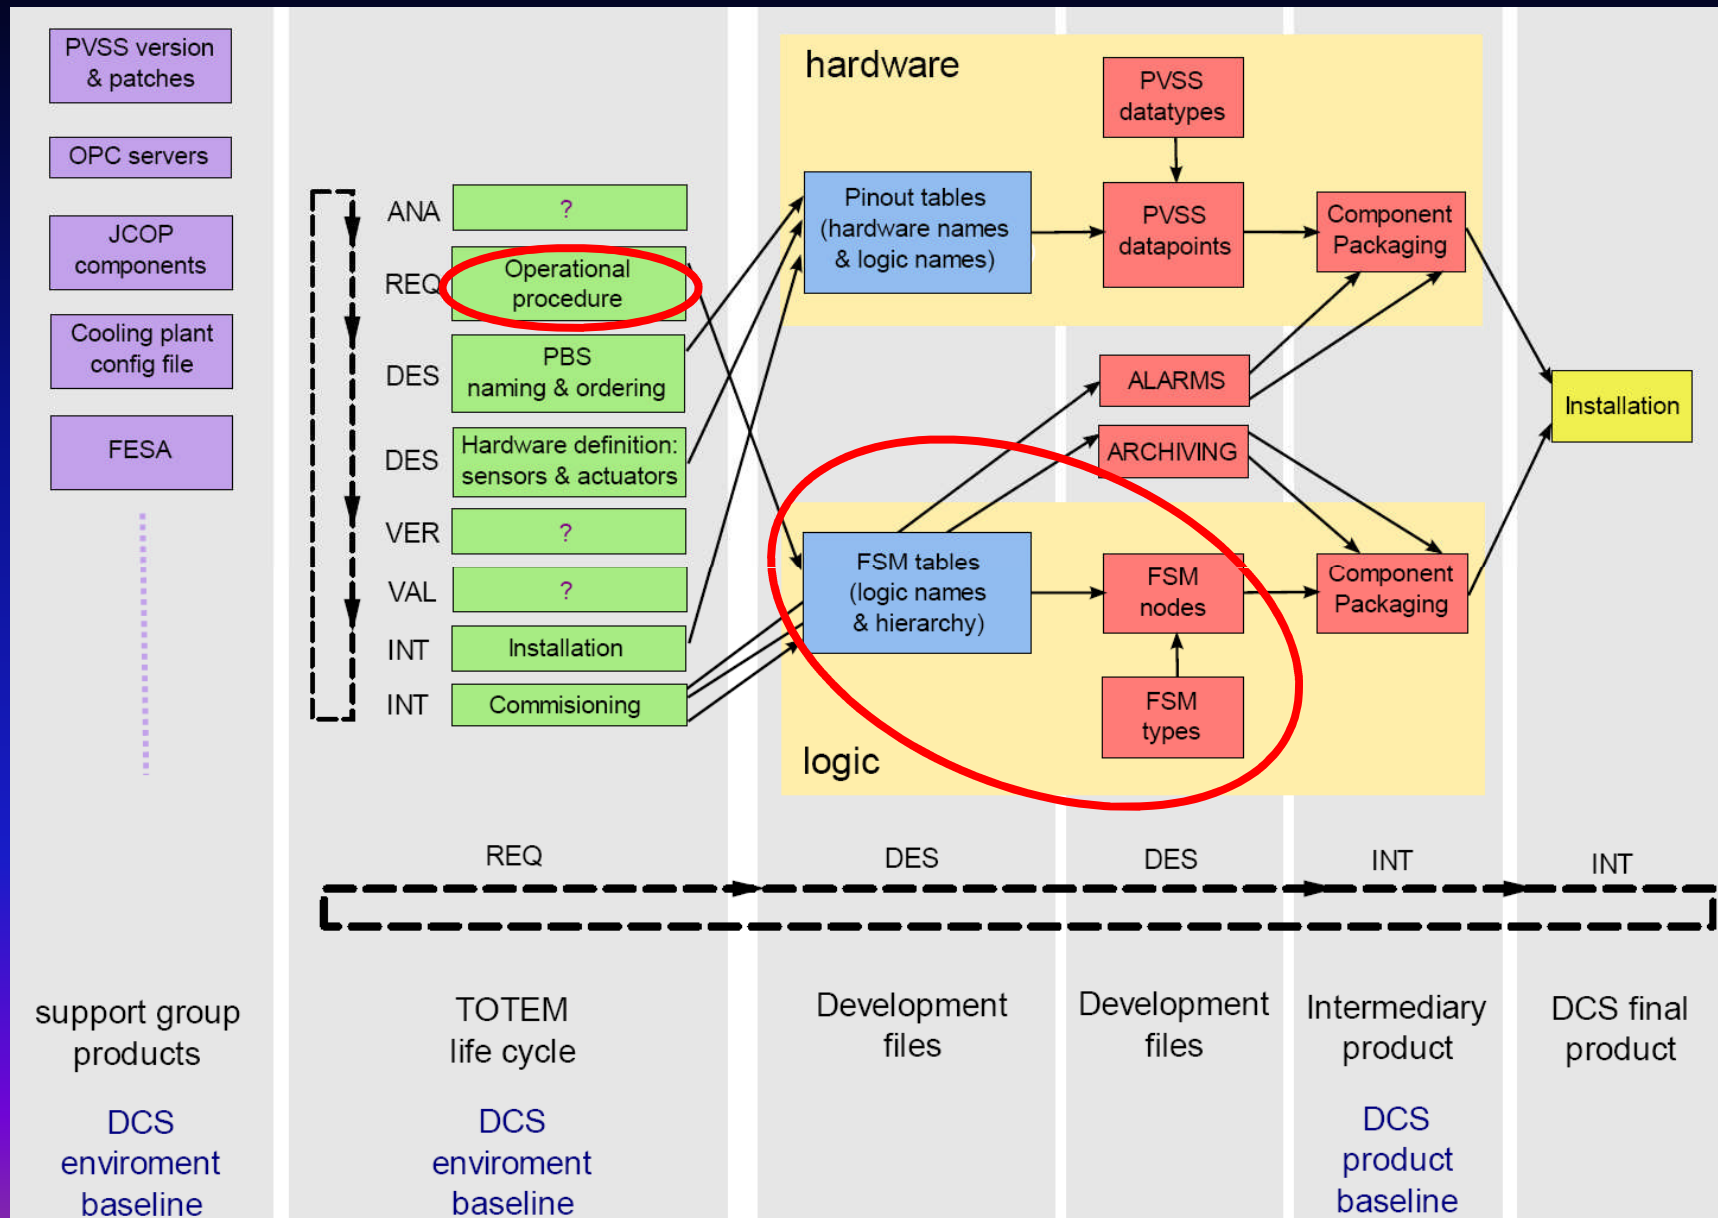 PVSS version
& patches
OPC servers
JCOP
components
Cooling plant
config file
FESA
ANA
?
REQ
Operational
procedure
DES
PBS
naming & ordering
DES
Hardware definition:
sensors & actuators
VER
?
VAL
?
INT
Installation
INT
Commisioning
hardware
Pinout tables
(hardware names
& logic names)
PVSS
datatypes
PVSS
datapoints
Component
Packaging
ALARMS
ARCHIVING
FSM tables
(logic names
& hierarchy)
FSM
nodes
FSM
types
Component
Packaging
logic
Installation
REQ
DES
DES
INT
INT
support group
products
TOTEM
life cycle
Development
files
Development
files
Intermediary
product
DCS final
product
DCS
enviroment
baseline
DCS
enviroment
baseline
DCS
product
baseline